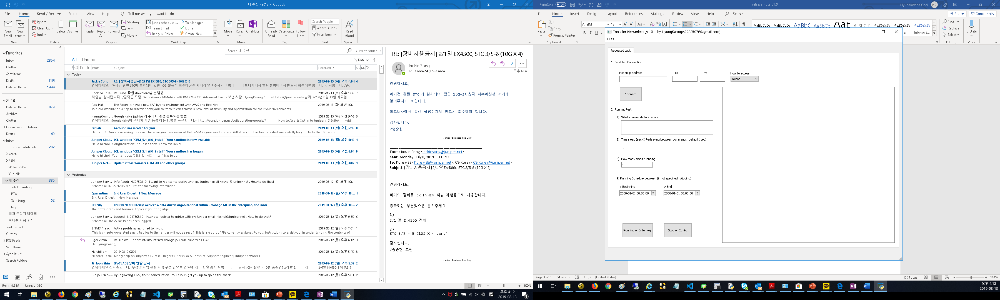 내 수신 - 2018 - Outlook
File Home Send / Receive Folder View Help Tell me what you want to do
New Email
New Items
Ignore
Clean Up
Junk
Delete
Archive
Reply
Reply All
Forward
Meeting
IM
More
junos schedule i...
Team Email
Reply & Delete
To Manager
Done
Create New
Move
Rules
OneNote
Unread/ Read
Categorize
Follow Up
Search People
Address Book
Filter Email
Read Aloud
New Delete Respond Quick Steps Move Tags Find Speech
Favorites
Inbox 2804
Clutter
Sent Items
Drafts [10]
Deleted Items 1444
2018
Deleted Items 879
Archive
Clutter
Conversation History
Drafts 49
Inbox
junos schedule info 202
korea
PSN
William Wan
Yun-sik
내 수신 380
Job Opending
PTX
SamSung 52
tmp
내꺼 돈터치 비해피
휴대폰 사용내역
Junk E-mail
Outbox
RSS Feeds
Sent Items
Sync Issues
Search Folders
Items: 8,319 Unread: 380
Search 내 수신 Current Folder
All Unread By Date
From Subject Received
Today
Jackie Song RE: [장비사용공지] 2/1열 EX4300, STC 3/5-8 (10G X 4) 2019-08-13 (화) 오후 4:04 4
안녕하세요, 하기건 관련 STC에 설치되어 있던 10G-SR옵틱 회수하신분 저에게 알려주시기 바랍니다. 파트너사에서 빌린 물량이어서 반드시 회수해야 합니다. 감사합니다. /송...
Deok Geun K... Re: Junos파일 download받는 방법 2019-08-13 (화) 오후 1:06 7
책임님 감사합니다 /김덕근 드림 Deok Geun KIMMobile: +8210-2772-7788 Advanced Service 보낸 사람: HyungKwang Choi <hkchoi@juniper.net> 날짜: 2019년 8월 13일 화요일 ...
Red Hat The future is now: a new SAP hybrid environment with AWS and Red Hat 2019-08-13 (화) 오전 10:... 1
Join our webinar on 4 Sep to discover how your customers can achieve a new level of flexibility and optimization for their SAP environments
HyungKwang... Google drive (gdrive)에 주니퍼 계정 등록하는 방법 2019-08-13 (화) 오전 9:46 8
안녕하세요. Google drive에 주니퍼 계정 등록 하는 방법을 공유합니다.* https://core.juniper.net/collaboration/google/* How to Step 2: Opt-in to Juniper's G Suite* Add
GitLab Account was created for you 2019-08-13 (화) 오전 6:16 8
Hi hkchoi! You are receiving this email because you have reserved HelperVM in your sandbox, and GitLab accout has been created successfully for you. Note that GitLab is not
Juniper Clou... JCL sandbox "CEM_5.1_AIO_Install"; Your sandbox is now available 2019-08-13 (화) 오전 6:10 1
Hello hkchoi, Congratulations! Your sandbox is now available!
Juniper Clou... JCL sandbox "CEM_5.1_AIO_Install"; Your sandbox has begun 2019-08-13 (화) 오전 6:01 8
Hello hkchoi, Your sandbox "CEM_5.1_AIO_Install" has begun.
Juniper Net... Updates from Yammer GTM-All and other groups 2019-08-13 (화) 오전 4:02 1
Yesterday
Juniper Servi... Info Reqd: INC2750819 - I want to register to gdrive with my Juniper email hkchoi@juniper.net . How to do that? 2019-08-12 (월) 오후 10:... 1
Service Call INC2750819 requires the following information:
Quarantine End User Digest: 1 New Message 2019-08-12 (월) 오후 10:... 1
End User Digest: 1 New Message
O'Reilly This week at O'Reilly: Achieve a data-driven organizational culture, manage ML in the enterprise, and more 2019-08-12 (월) 오후 10:... 2
The hottest tech and business topics at your fingertips.
Juniper Servi... Logged: INC2750819 - I want to register to gdrive with my Juniper email hkchoi@juniper.net . How to do that? 2019-08-12 (월) 오후 9:35
Service Call: INC2750819 has been logged
GNATS file o... Active problems assigned to hkchoi 2019-08-12 (월) 오후 7:01 1
(This is an auto-generated email. Replies to the sender will not be read.) This is a report of PRs currently assigned to you. Instructions to assist you in understanding the contents of
Egor Zimin Re: Do we support interim-interval change per subscriber via COA? 2019-08-12 (월) 오후 6:12 3
Hi, HyungKwang,
Harshika A 2019-0812-0092 2019-08-12 (월) 오후 5:45 8
Hi Korea Team, Kindly help on subjected P2 case. Regards Harshika A Technical Support Engineer | Juniper Networks
Ji Hoon Shin [PoCLAB] 장비 반출 공지 2019-08-12 (월) 오후 5:38 2
안녕하세요 신지훈입니다. 우정망 사업 관련 시험 구성 건으로 인하여 장비 반출 공지 드립니다.1. 일시 : 08/13(화) ~ 10월 중순 (약 2개월)2. 장비 - 2/6열 MX480내의 (RE-S-
Juniper Netw... HyungKwang Choi, these conversations could help get you up to speed this week 2019-08-12 (월) 오후 5:03 2
RE: [장비사용공지] 2/1열 EX4300, STC 3/5-8 (10G X 4)
Jackie Song
To Korea-SE; CS-Korea 오후 4:04
안녕하세요,
하기건 관련 STC에 설치되어 있던 10G-SR옵틱 회수하신분 저에게
알려주시기 바랍니다.
파트너사에서 빌린 물량이어서 반드시 회수해야 합니다.
감사합니다.
/송승헌
Juniper Business Use Only
From: Jackie Song <jackiesong@juniper.net>
Sent: Monday, July 8, 2019 5:11 PM
To: Korea-SE <Korea-SE@juniper.net>; CS-Korea <CS-Korea@juniper.net>
Subject: [장비사용공지] 2/1 열 EX4300, STC 3/5-8 (10G X 4)
안녕하세요,
하기의 장비를 SK HYNIX 이슈 재현용으로 사용합니다.
중복되는 부분있으면 알려주세요.
1)
2/1 열 EX4300 전체
2)
STC 3/5 - 8 (10G X 4 port)
감사합니다.
/송승헌 드림
Juniper Business Use Only
100%
오후 4:12
2019-08-13
AutoSave Off release_note_v1.0 HyungKwang Choi HC
File Home Insert Design Layout References Mailings Review View Help Search Share Comments
Paste
Cut
Copy
Format Painter
Clipboard
ArialMT 18
B I U
AaBbCcDc AaBbCcDc AaBbC AaBbCc AaB AaBbCcD AaBbCcDc AaBbCcDc AaBbCcDc
Intense E...
Find
Replace
Select
Editing
Dictate
Voice
Tools for Networkers _v1.0 by HyungKwang(s99225078@gmail.com)
Files
Repeated task
1. Establish Connection
Put an ip address ID PW How to access
Telnet
Connect
2. Running test
1). What commands to execute
2). Time sleep (sec) Interleaving between commands (default 1sec)
1
3). How many times runnning
1
4) Running Schedule between (if not specified, skipping)
> Beginning > End
2000-01-01 00:00.00 2000-01-01 00:00.00
Running or Enter key Stop or Ctrl+c
Page 3 of 3 54 words English (United States) Focus 124%
오후 4:12
2019-08-13